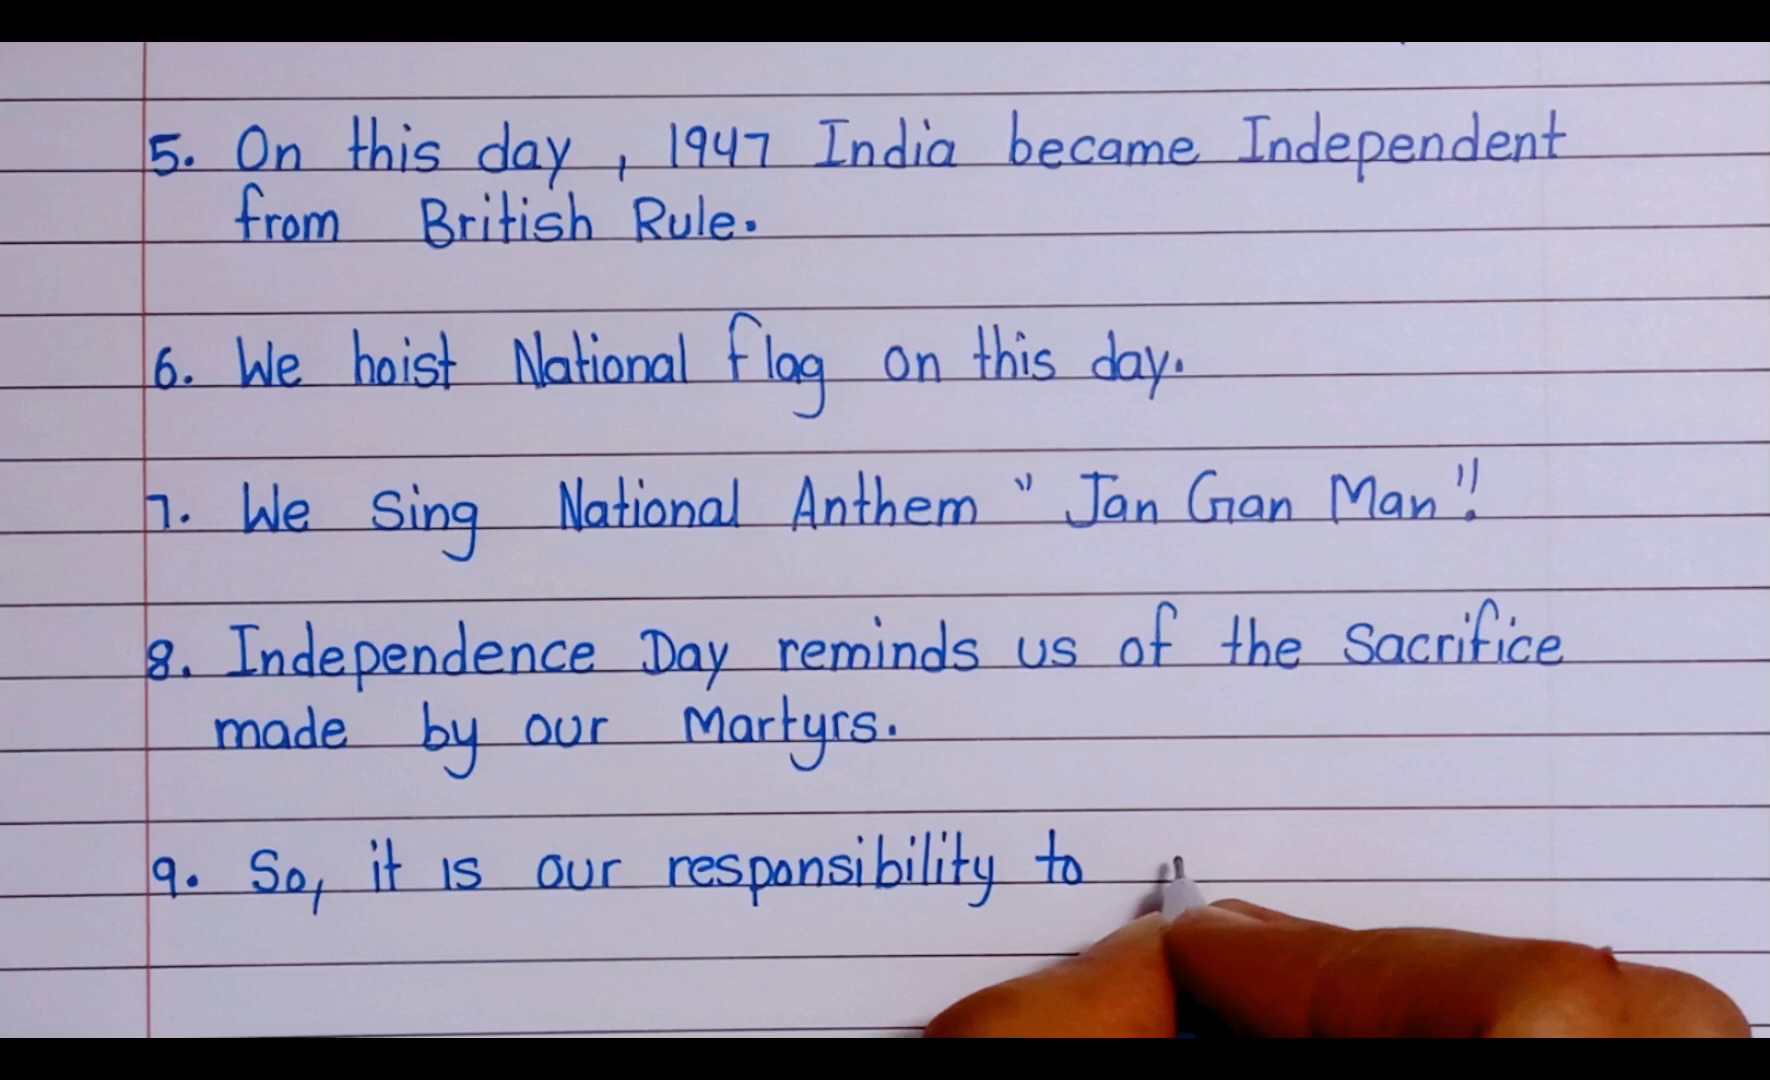 5. On this day, 1947 India became Independent
from British Rule.
6. We hoist National flag on this day.
7. We Sing National Anthem "Jan Gan Man".
8. Independence Day reminds us of the Sacrifice
made by our Martyrs.
9. So, it is our responsibility to